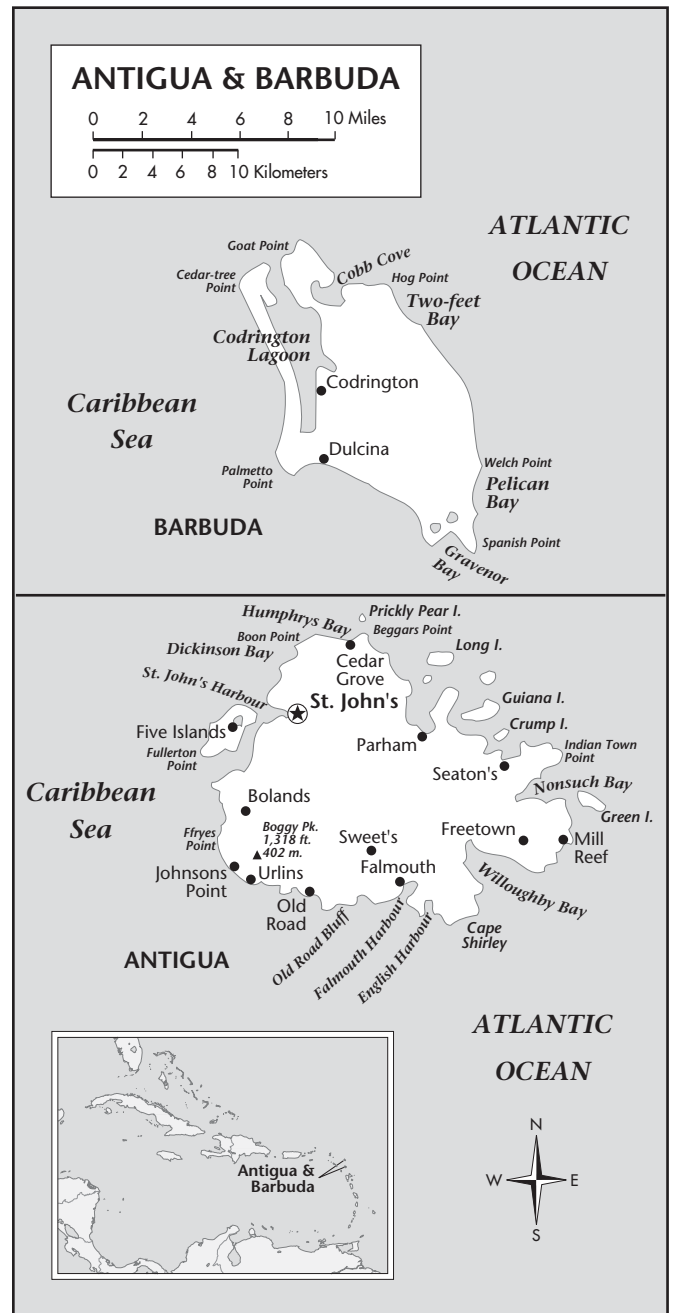 ANTIGUA & BARBUDA
0 2 4 6 8 10 Miles
0 2 4 6 8 10 Kilometers
ATLANTIC
OCEAN
Goat Point
Cobb Cove
Cedar-tree
Point
Hog Point
Two-feet
Bay
Codrington
Lagoon
Codrington
Caribbean
Sea
Dulcina
Palmetto
Point
Welch Point
Pelican
Bay
BARBUDA
Spanish Point
Gravenor
Bay
Prickly Pear I.
Humphrys Bay
Beggars Point
Boon Point
Dickinson Bay
Long I.
Cedar
Grove
St. John's Harbour
St. John's
Guiana I.
Five Islands
Crump I.
Parham
Indian Town
Point
Fullerton
Point
Seaton's
Nonsuch Bay
Caribbean
Sea
Bolands
Green I.
Ffryes
Point
Boggy Pk.
1,318 ft.
402 m.
Sweet's
Freetown
Mill
Reef
Johnsons
Point
Urlins
Falmouth
Willoughby Bay
Old
Road
Old Road Bluff
Falmouth Harbour
English Harbour
Cape
Shirley
ANTIGUA
ATLANTIC
OCEAN
Antigua &
Barbuda
N
W E
S